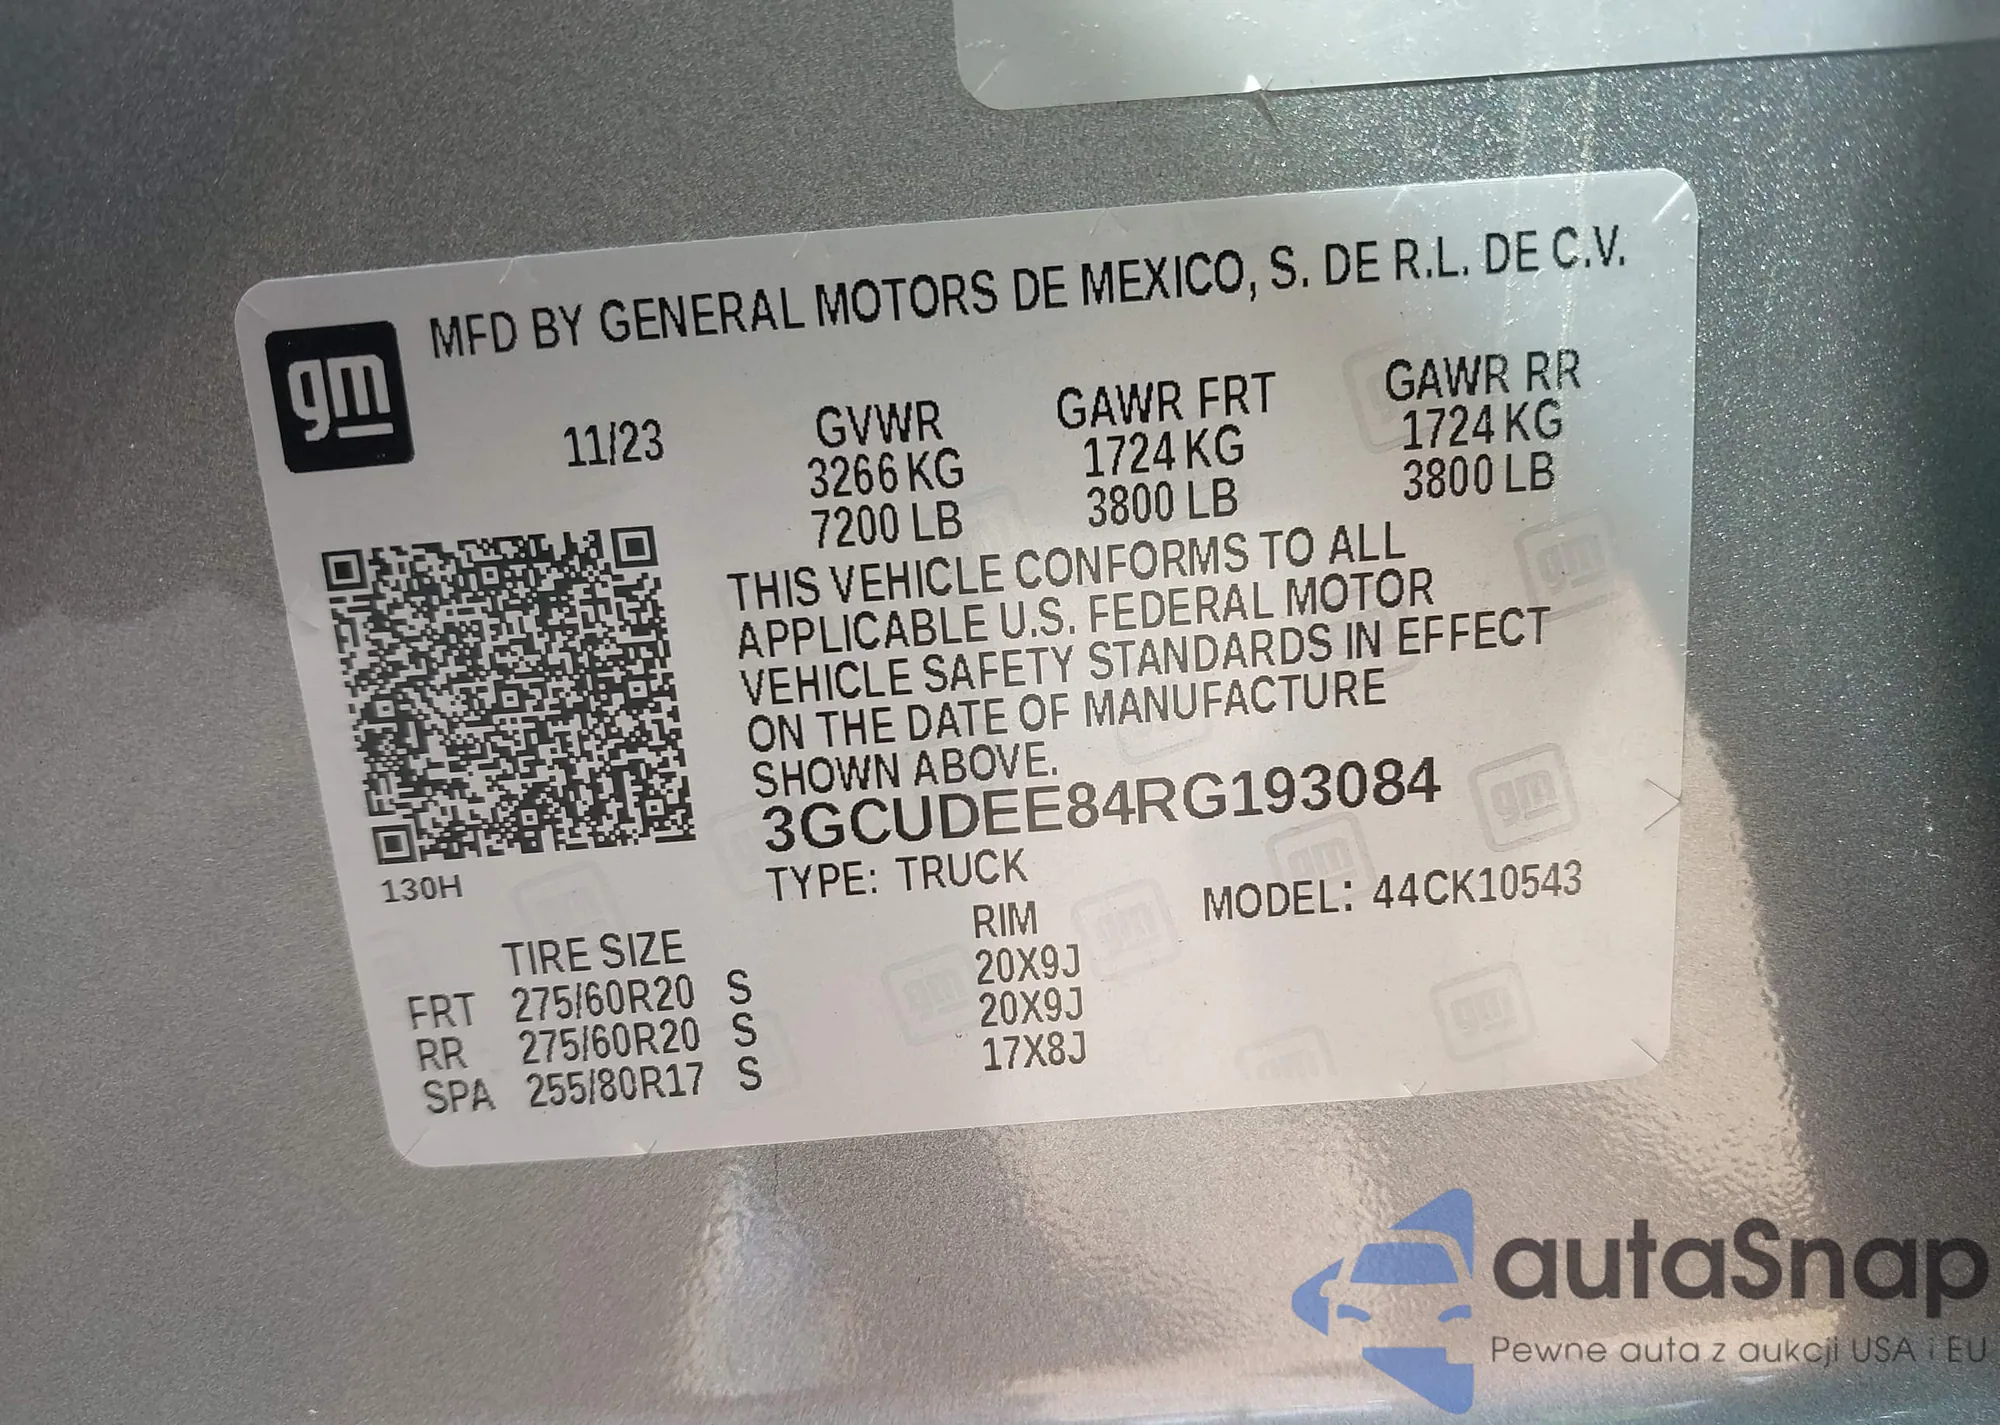 MFD BY GENERAL MOTORS DE MEXICO, S. DE R.L. DE C.V.
gm
11/23
GVWR
3266 KG
7200 LB
GAWR FRT
1724 KG
3800 LB
GAWR RR
1724 KG
3800 LB
THIS VEHICLE CONFORMS TO ALL
APPLICABLE U.S. FEDERAL MOTOR
VEHICLE SAFETY STANDARDS IN EFFECT
ON THE DATE OF MANUFACTURE
SHOWN ABOVE.
3GCUDEE84RG193084
130H
TYPE: TRUCK
MODEL: 44CK10543
TIRE SIZE RIM
FRT 275/60R20 S 20X9J
RR 275/60R20 S 20X9J
SPA 255/80R17 S 17X8J
autaSnap
Pewne auta z aukcji USA i EU